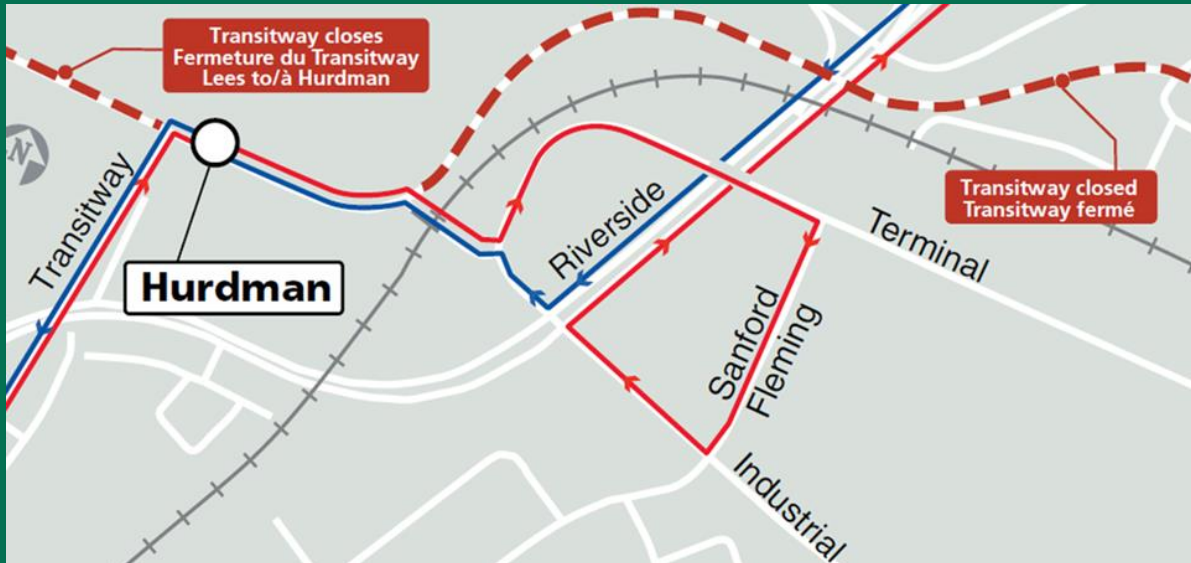 Transitway closes
Fermeture du Transitway
Lees to/à Hurdman
N
Transitway
Hurdman
Riverside
Transitway closed
Transitway fermé
Terminal
Sanford
Fleming
Industrial